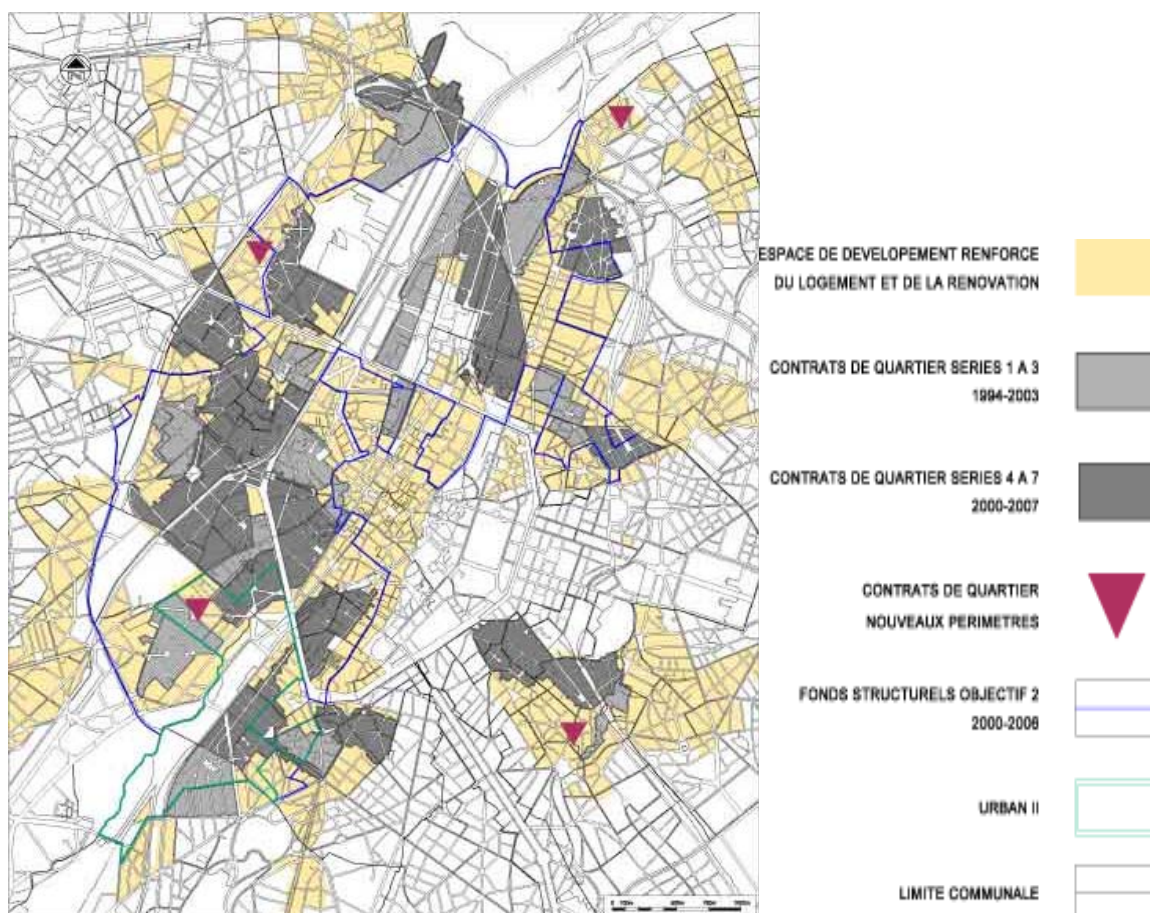 ESPACE DE DEVELOPEMENT RENFORCE
DU LOGEMENT ET DE LA RENOVATION
CONTRATS DE QUARTIER SERIES 1 A 3
1994-2003
CONTRATS DE QUARTIER SERIES 4 A 7
2000-2007
CONTRATS DE QUARTIER
NOUVEAUX PERIMETRES
FONDS STRUCTURELS OBJECTIF 2
2000-2006
URBAN II
LIMITE COMMUNALE